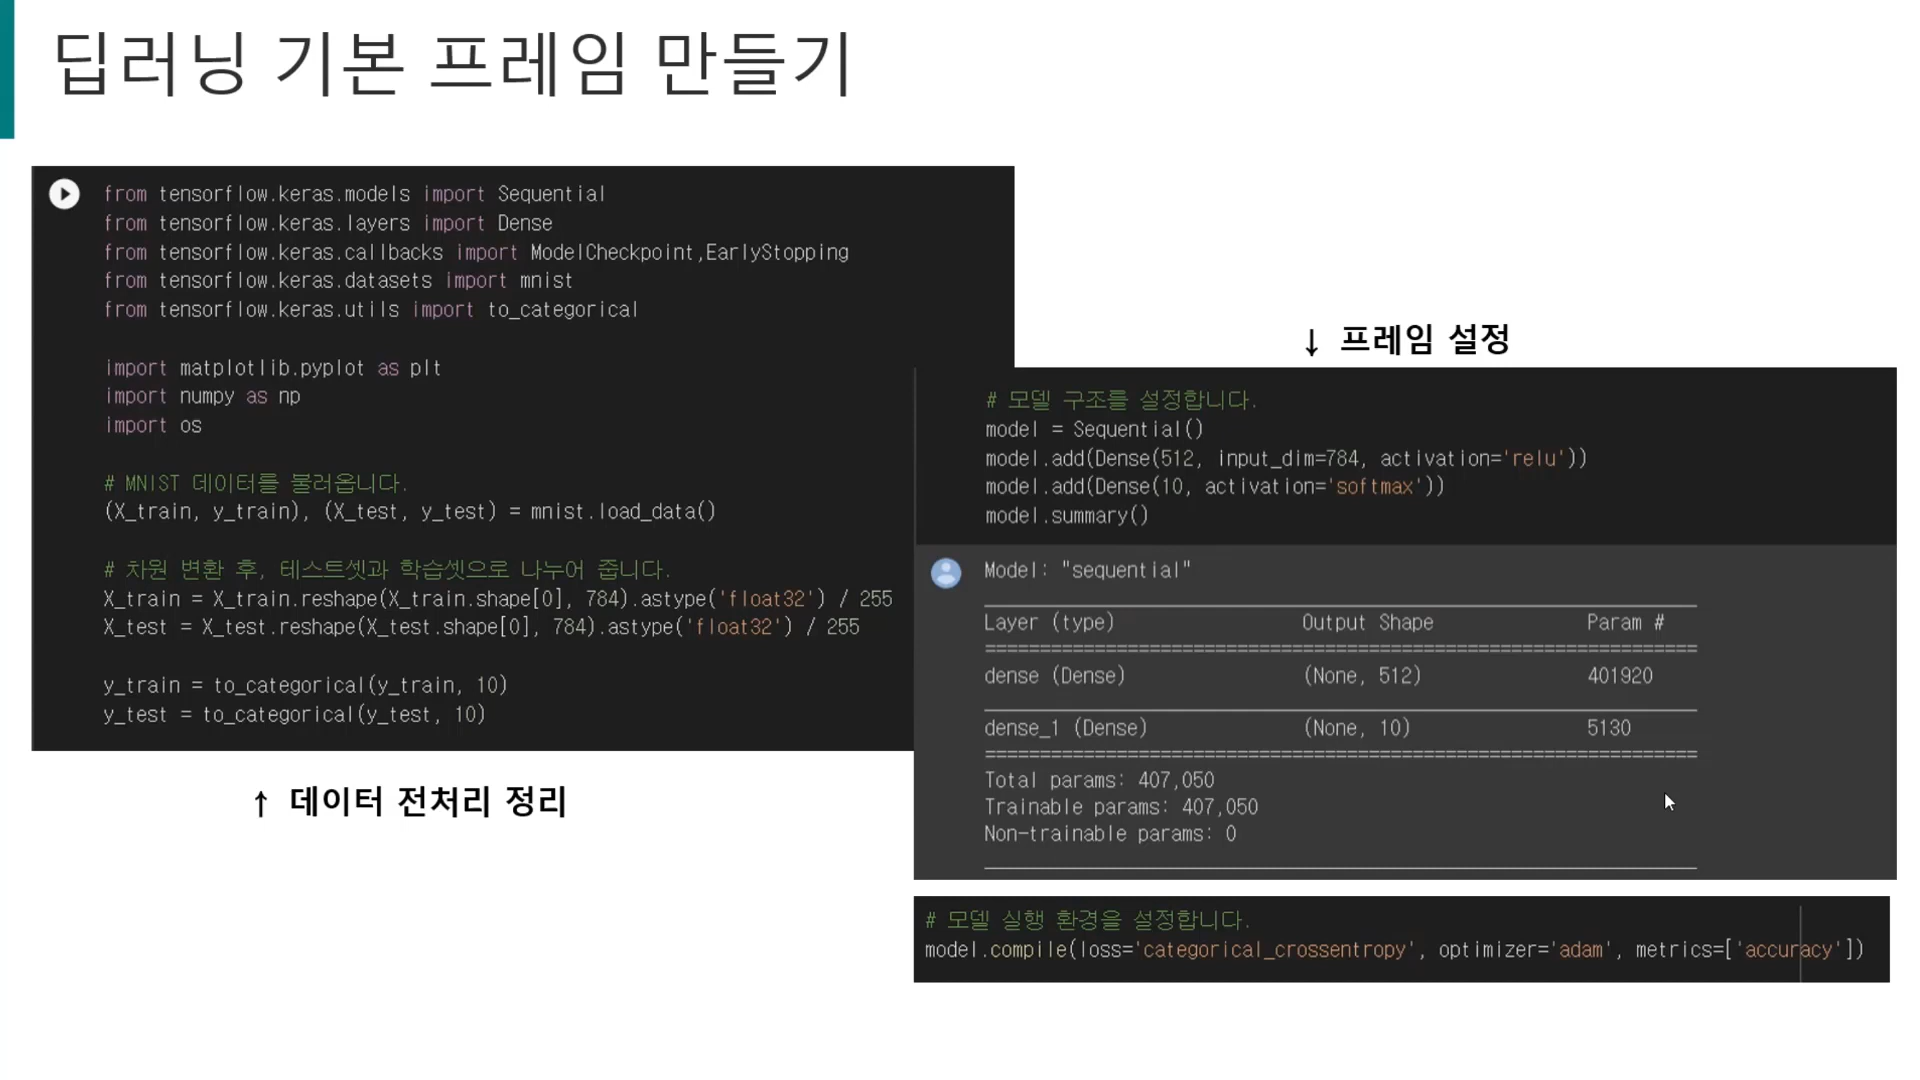 딥러닝 기본 프레임 만들기
from tensorflow.keras.models import Sequential
from tensorflow.keras.layers import Dense
from tensorflow.keras.callbacks import ModelCheckpoint,EarlyStopping
from tensorflow.keras.datasets import mnist
from tensorflow.keras.utils import to_categorical
import matplotlib.pyplot as plt
import numpy as np
import os
# MNIST 데이터를 불러옵니다.
(X_train, y_train), (X_test, y_test) = mnist.load_data()
# 차원 변환 후, 테스트셋과 학습셋으로 나누어 줍니다.
X_train = X_train.reshape(X_train.shape[0], 784).astype('float32') / 255
X_test = X_test.reshape(X_test.shape[0], 784).astype('float32') / 255
y_train = to_categorical(y_train, 10)
y_test = to_categorical(y_test, 10)
↑ 데이터 전처리 정리
↓ 프레임 설정
# 모델 구조를 설정합니다.
model = Sequential()
model.add(Dense(512, input_dim=784, activation='relu'))
model.add(Dense(10, activation='softmax'))
model.summary()
Model: "sequential"
Layer (type) Output Shape Param #
dense (Dense) (None, 512) 401920
dense_1 (Dense) (None, 10) 5130
Total params: 407,050
Trainable params: 407,050
Non-trainable params: 0
# 모델 실행 환경을 설정합니다.
model.compile(loss='categorical_crossentropy', optimizer='adam', metrics=['accuracy'])